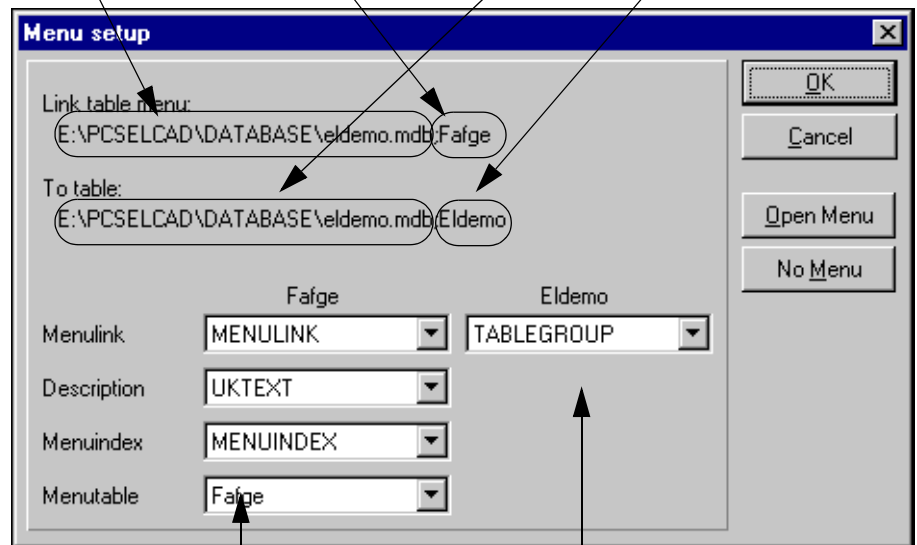 Menu setup
Link table menu:
E:\PCSELCAD\DATABASE\eldemo.mdb;Fafge
To table:
E:\PCSELCAD\DATABASE\eldemo.mdb;Eldemo
OK
Cancel
Open Menu
No Menu
Fafge Eldemo
Menulink MENULINK TABLEGROUP
Description UKTEXT
Menuindex MENUINDEX
Menutable Fafge